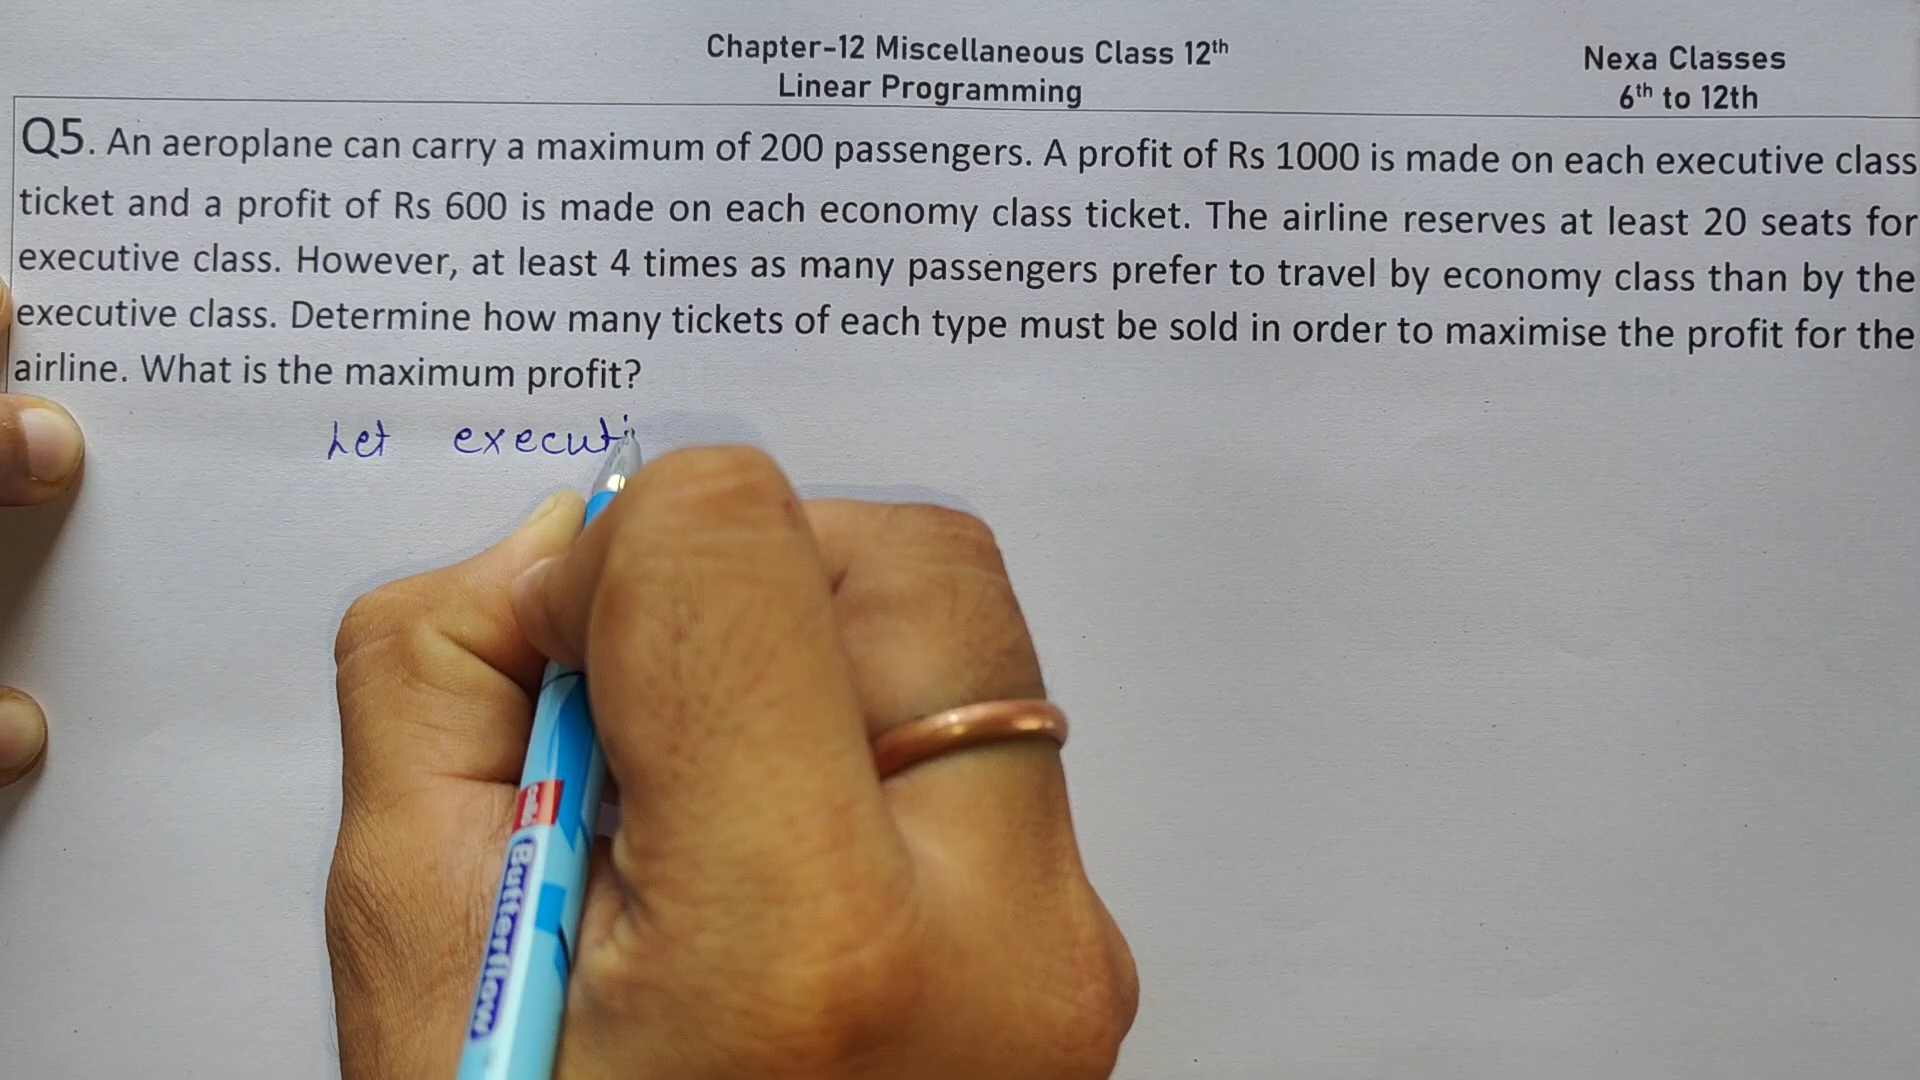 Chapter-12 Miscellaneous Class 12th
Linear Programming
Nexa Classes
6th to 12th
Q5. An aeroplane can carry a maximum of 200 passengers. A profit of Rs 1000 is made on each executive class
ticket and a profit of Rs 600 is made on each economy class ticket. The airline reserves at least 20 seats for
executive class. However, at least 4 times as many passengers prefer to travel by economy class than by the
executive class. Determine how many tickets of each type must be sold in order to maximise the profit for the
airline. What is the maximum profit?
Let executi
cello
Butterflow